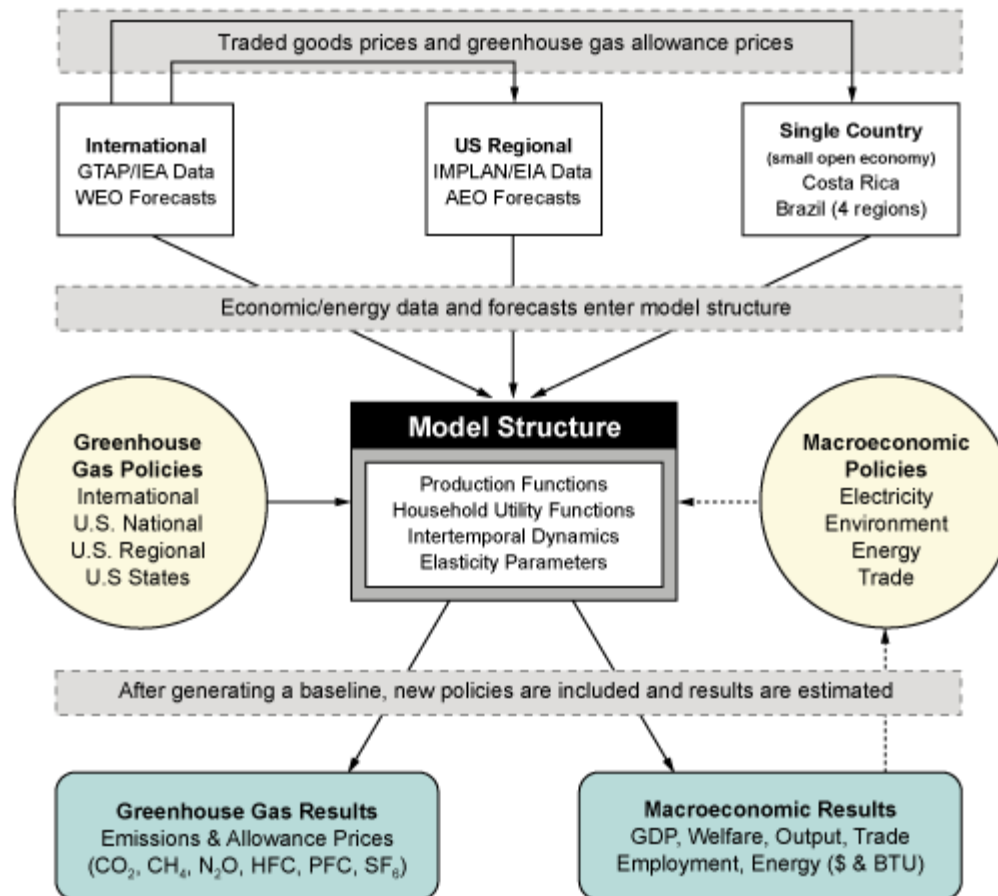 Traded goods prices and greenhouse gas allowance prices
International
GTAP/IEA Data
WEO Forecasts
US Regional
IMPLAN/EIA Data
AEO Forecasts
Single Country
(small open economy)
Costa Rica
Brazil (4 regions)
Economic/energy data and forecasts enter model structure
Greenhouse
Gas Policies
International
U.S. National
U.S. Regional
U.S States
Model Structure
Production Functions
Household Utility Functions
Intertemporal Dynamics
Elasticity Parameters
Macroeconomic
Policies
Electricity
Environment
Energy
Trade
After generating a baseline, new policies are included and results are estimated
Greenhouse Gas Results
Emissions & Allowance Prices
(CO₂, CH₄, N₂O, HFC, PFC, SF₆)
Macroeconomic Results
GDP, Welfare, Output, Trade
Employment, Energy ($ & BTU)